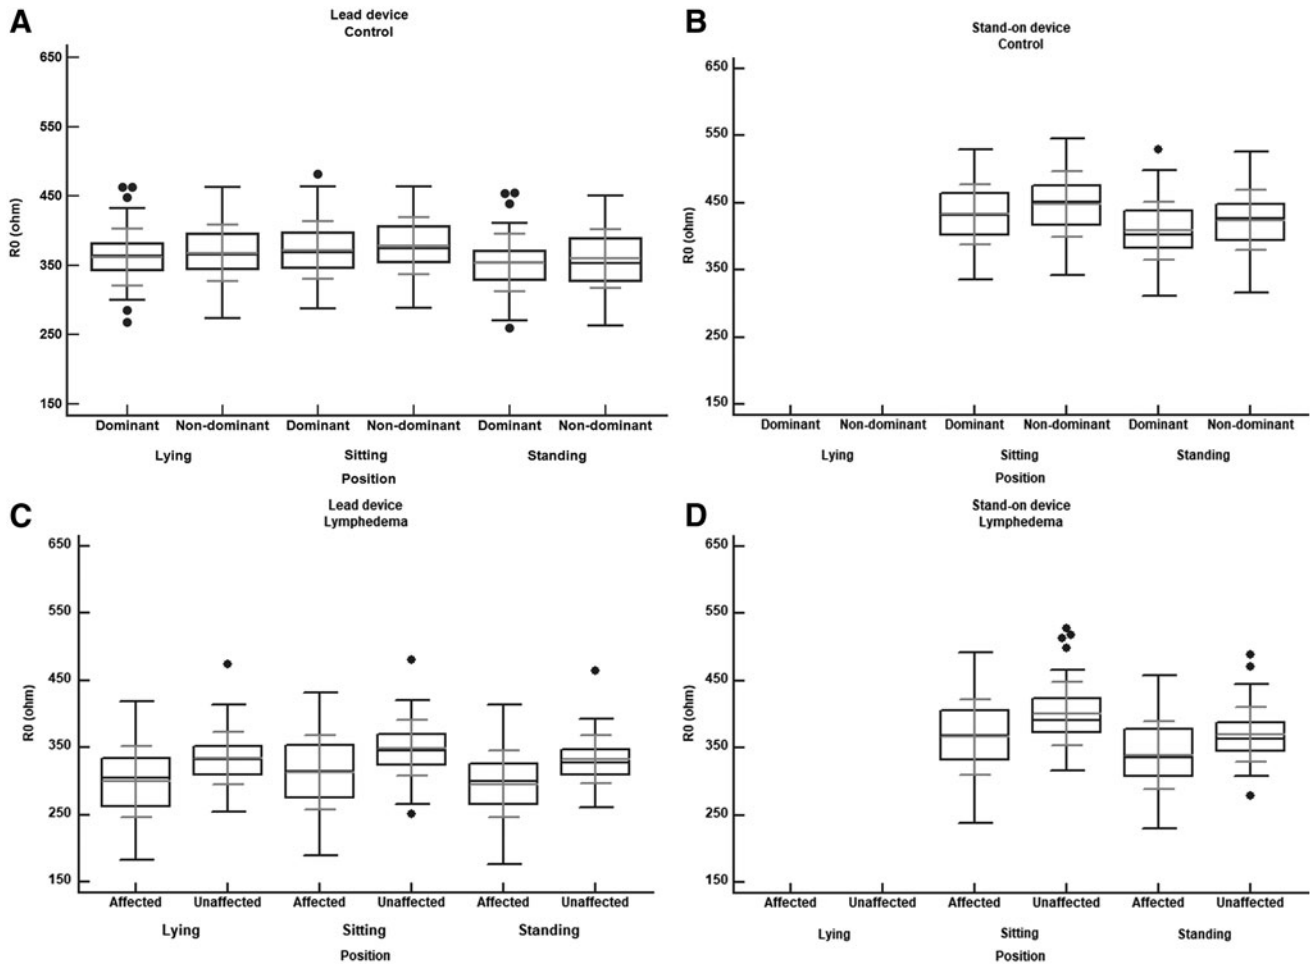 A
Lead device
Control
650
550
450
350
250
150
R0 (ohm)
Dominant Non-dominant Dominant Non-dominant Dominant Non-dominant
Lying Sitting Standing
Position
B
Stand-on device
Control
650
550
450
350
250
150
R0 (ohm)
Dominant Non-dominant Dominant Non-dominant Dominant Non-dominant
Lying Sitting Standing
Position
C
Lead device
Lymphedema
650
550
450
350
250
150
R0 (ohm)
Affected Unaffected Affected Unaffected Affected Unaffected
Lying Sitting Standing
Position
D
Stand-on device
Lymphedema
650
550
450
350
250
150
R0 (ohm)
Affected Unaffected Affected Unaffected Affected Unaffected
Lying Sitting Standing
Position